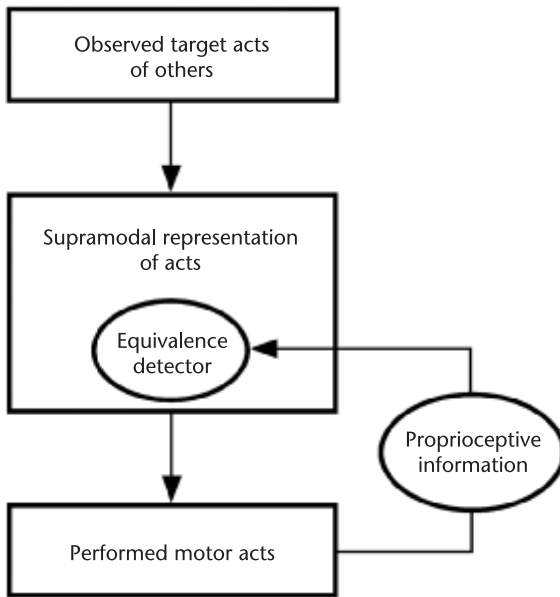 Observed target acts
of others
Supramodal representation
of acts
Equivalence
detector
Proprioceptive
information
Performed motor acts